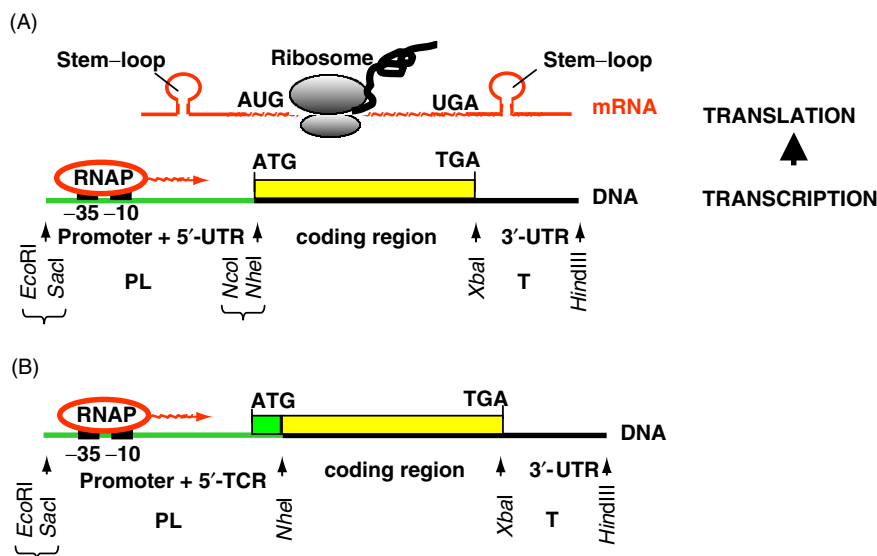 (A)
Stem–loop
Ribosome
Stem–loop
AUG
UGA
mRNA
TRANSLATION
RNAP
ATG
TGA
DNA
TRANSCRIPTION
–35 –10
Promoter + 5′-UTR
coding region
3′-UTR
EcoRI
SacI
PL
NcoI
NheI
XbaI
T
HindIII
(B)
RNAP
ATG
TGA
DNA
–35 –10
Promoter + 5′-TCR
coding region
3′-UTR
EcoRI
SacI
PL
NheI
XbaI
T
HindIII